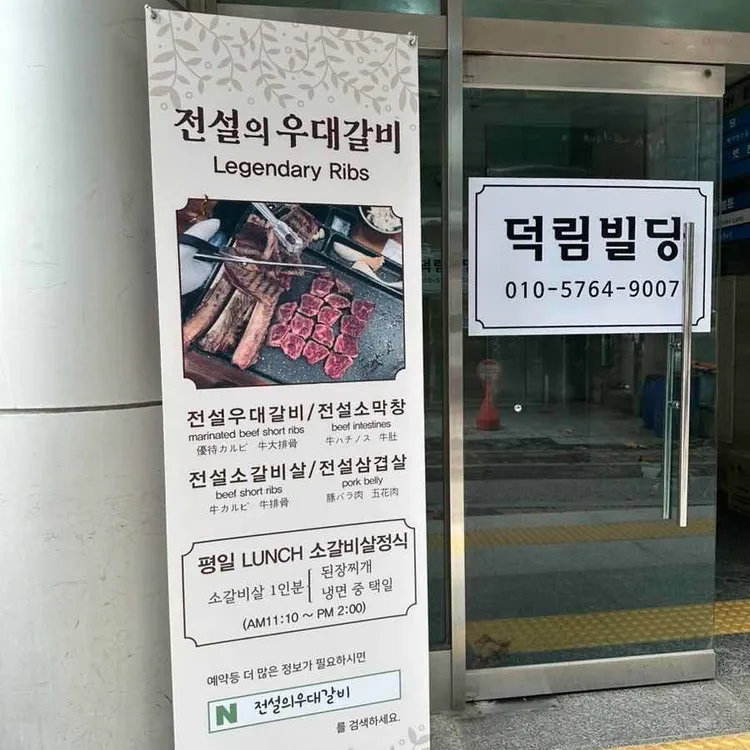 전설의우대갈비
Legendary Ribs
전설우대갈비/전설소막창
marinated beef short ribs beef intestines
優待カルビ 牛大排骨 牛ハチノス 牛肚
전설소갈비살/전설삼겹살
beef short ribs pork belly
牛カルビ 牛排骨 豚バラ肉 五花肉
평일 LUNCH 소갈비살정식
소갈비살 1인분{ 된장찌개
냉면 중 택일
(AM11:10 ~ PM 2:00)
예약등 더 많은 정보가 필요하시면
N 전설의우대갈비
를 검색하세요.
덕림빌딩
010-5764-9007